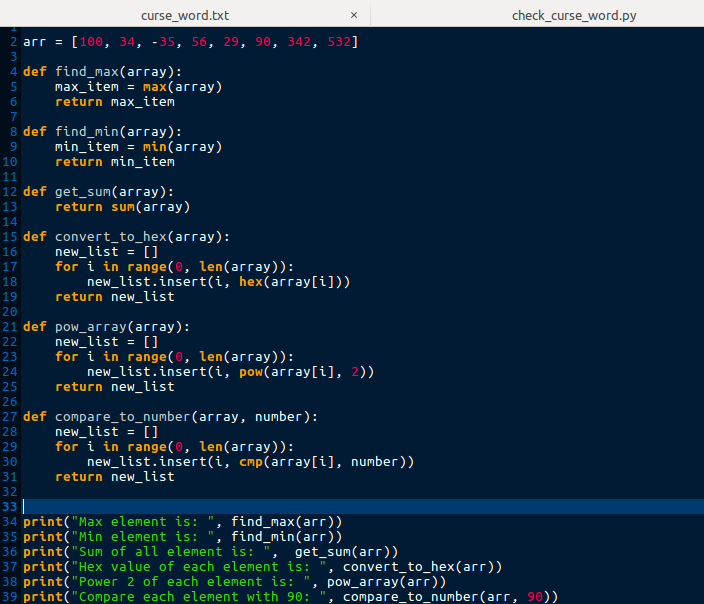 curse_word.txt × check_curse_word.py
1
2 arr = [100, 34, -35, 56, 29, 90, 342, 532]
3
4 def find_max(array):
5     max_item = max(array)
6     return max_item
7
8 def find_min(array):
9     min_item = min(array)
10     return min_item
11
12 def get_sum(array):
13     return sum(array)
14
15 def convert_to_hex(array):
16     new_list = []
17     for i in range(0, len(array)):
18         new_list.insert(i, hex(array[i]))
19     return new_list
20
21 def pow_array(array):
22     new_list = []
23     for i in range(0, len(array)):
24         new_list.insert(i, pow(array[i], 2))
25     return new_list
26
27 def compare_to_number(array, number):
28     new_list = []
29     for i in range(0, len(array)):
30         new_list.insert(i, cmp(array[i], number))
31     return new_list
32
33
34 print("Max element is: ", find_max(arr))
35 print("Min element is: ", find_min(arr))
36 print("Sum of all element is: ",  get_sum(arr))
37 print("Hex value of each element is: ", convert_to_hex(arr))
38 print("Power 2 of each element is: ", pow_array(arr))
39 print("Compare each element with 90: ", compare_to_number(arr, 90))